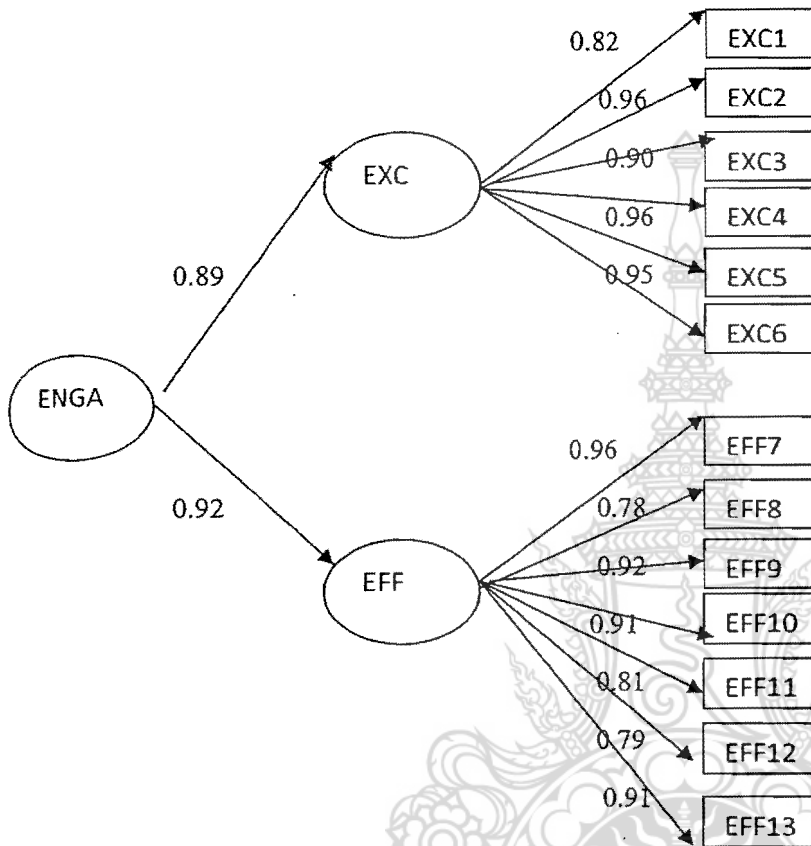 0.82
EXC1
0.96
EXC2
EXC
0.90
EXC3
0.96
EXC4
0.95
EXC5
EXC6
0.89
ENGA
0.92
0.96
EFF7
0.78
EFF8
EFF
0.92
EFF9
0.91
EFF10
0.81
EFF11
0.79
EFF12
0.91
EFF13